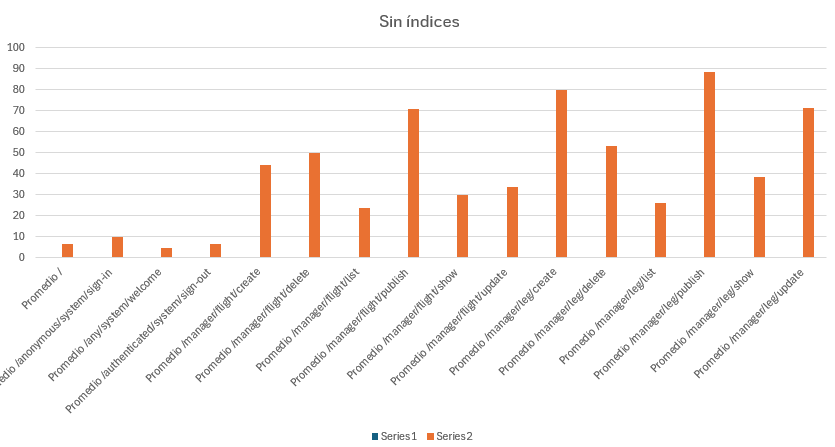 Sin índices
100
90
80
70
60
50
40
30
20
10
0
Promedio /
edio /anonymous/system/sign-in
Promedio /any/system/welcome
Promedio /authenticated/system/sign-out
Promedio /manager/flight/create
Promedio /manager/flight/delete
Promedio /manager/flight/list
Promedio /manager/flight/publish
Promedio /manager/flight/show
Promedio /manager/flight/update
Promedio /manager/leg/create
Promedio /manager/leg/delete
Promedio /manager/leg/list
Promedio /manager/leg/publish
Promedio /manager/leg/show
Promedio /manager/leg/update
Series1 Series2